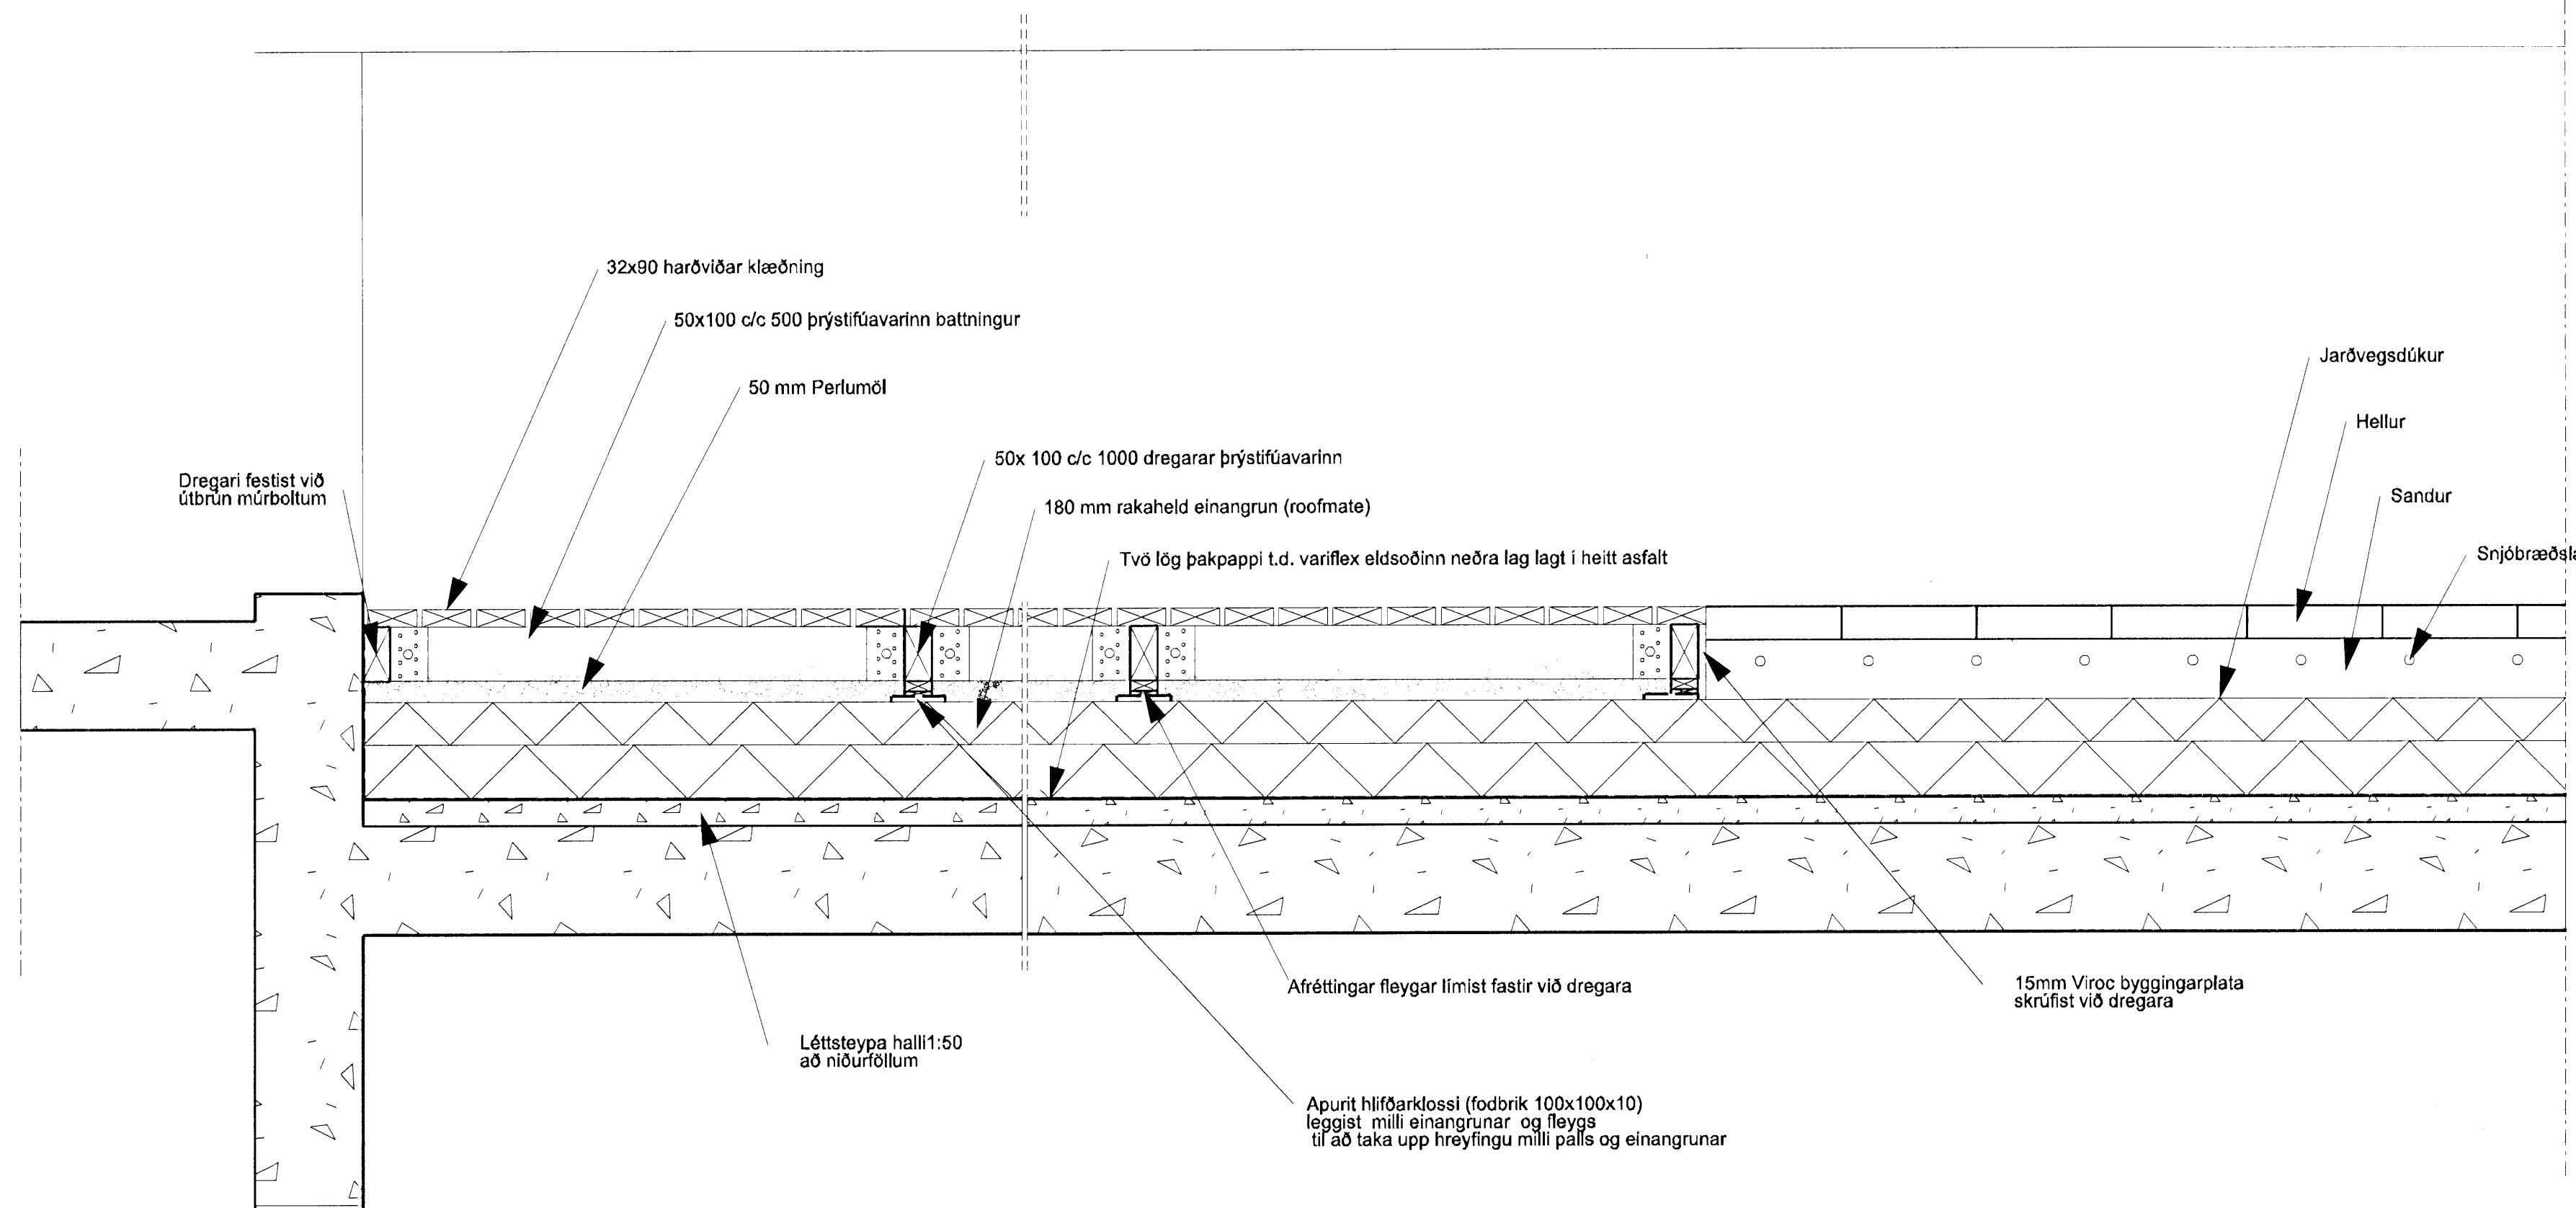 32x90 harðviðar klæðning
50x100 c/c 500 þrýstifúavarinn battningur
50 mm Perlumöl
Dregari festist við
útbrún múrboltum
50x 100 c/c 1000 dregarar þrýstifúavarinn
180 mm rakaheld einangrun (roofmate)
Tvö lög þakpappi t.d. variflex eldsoðinn neðra lag lagt í heitt asfalt
Jarðvegsdúkur
Hellur
Sandur
Snjóbræðsla
Afréttingar fleygar límist fastir við dregara
15mm Viroc byggingarplata
skrúfist við dregara
Léttsteypa halli1:50
að niðurföllum
Apurit hlifðarklossi (fodbrik 100x100x10)
leggist milli einangrunar og fleygs
til að taka upp hreyfingu milli palls og einangrunar